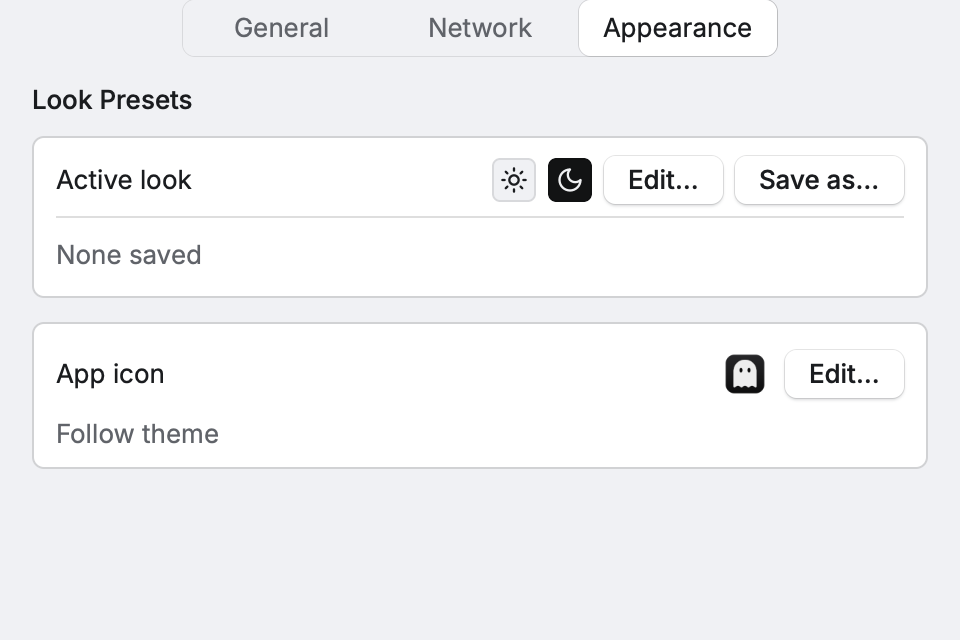 General Network Appearance
Look Presets
Active look Edit... Save as...
None saved
App icon Edit...
Follow theme